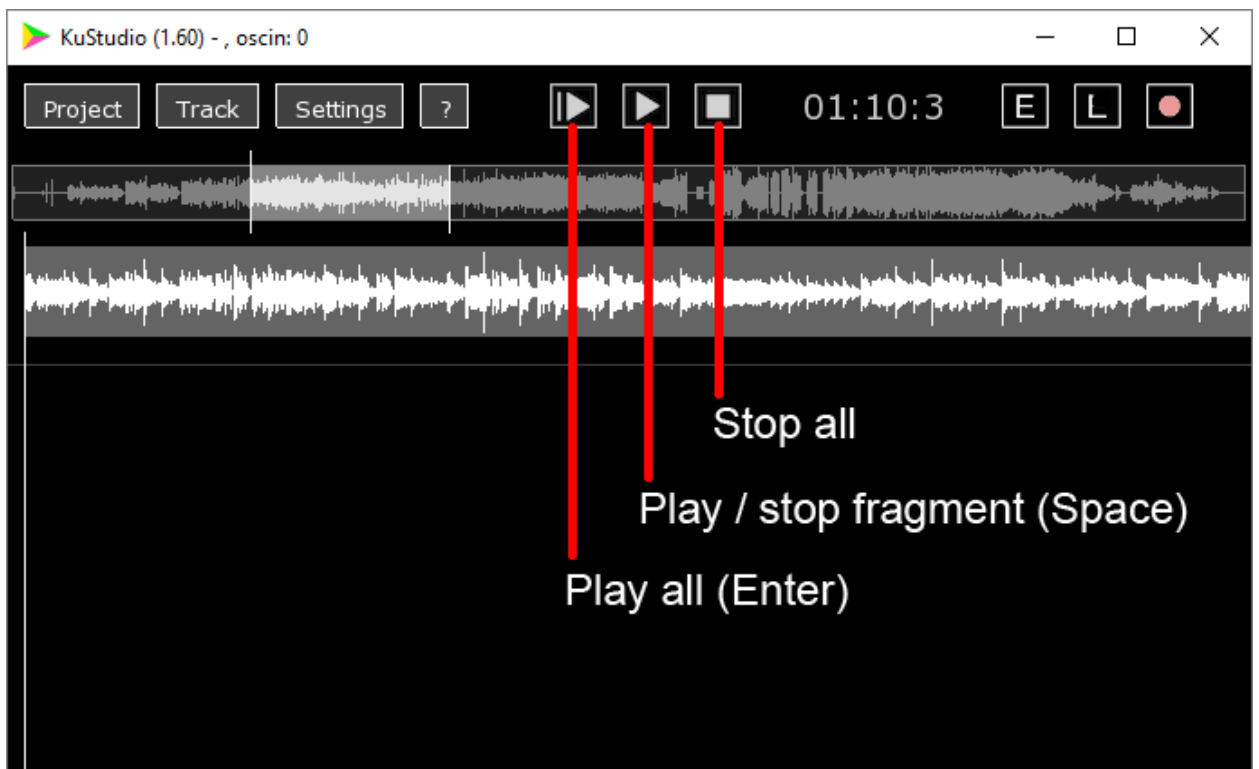 KuStudio (1.60) - , oscin: 0
Project Track Settings ? 01:10:3 E L
Stop all
Play / stop fragment (Space)
Play all (Enter)